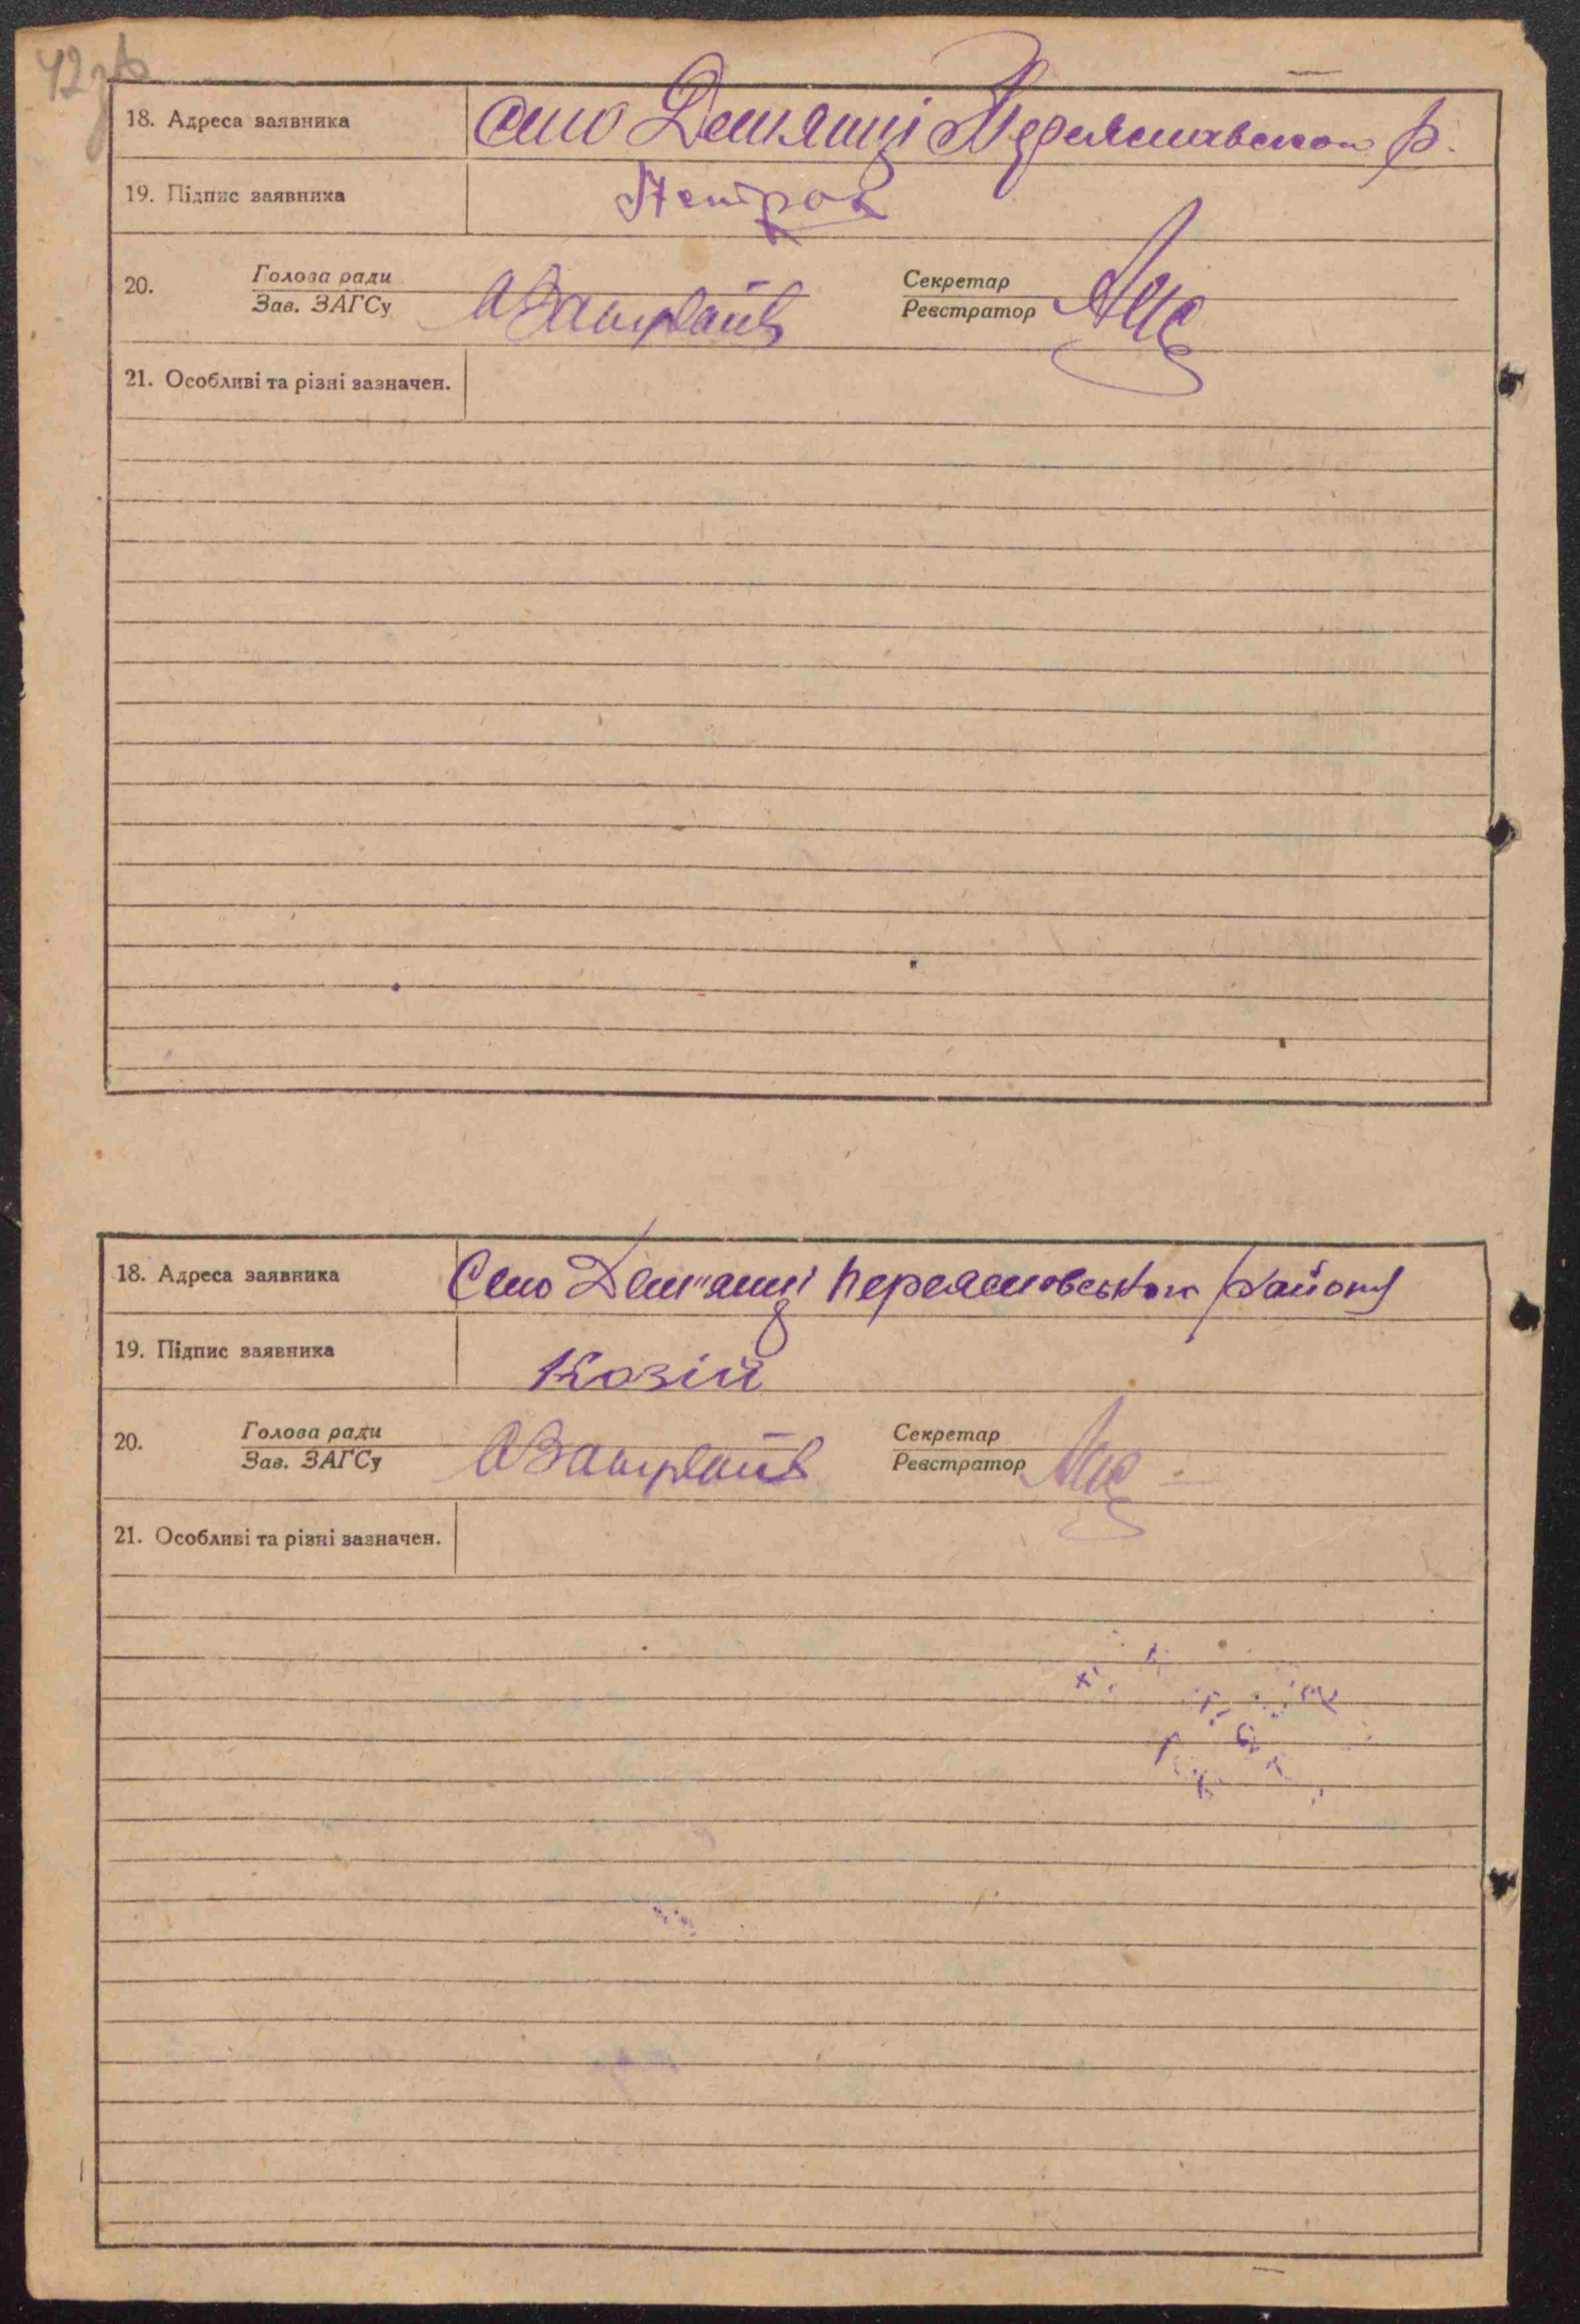 42зв
18. Адреса заявника Село Демянці Переяславського р.
19. Підпис заявника Петров
20. Голова ради
Зав. ЗАГСу
Секретар
Реєстратор
21. Особливі та різні зазначен.
18. Адреса заявника Село Дем"янці Переяславського району
19. Підпис заявника Козій
20. Голова ради
Зав. ЗАГСу
Секретар
Реєстратор
21. Особливі та різні зазначен.